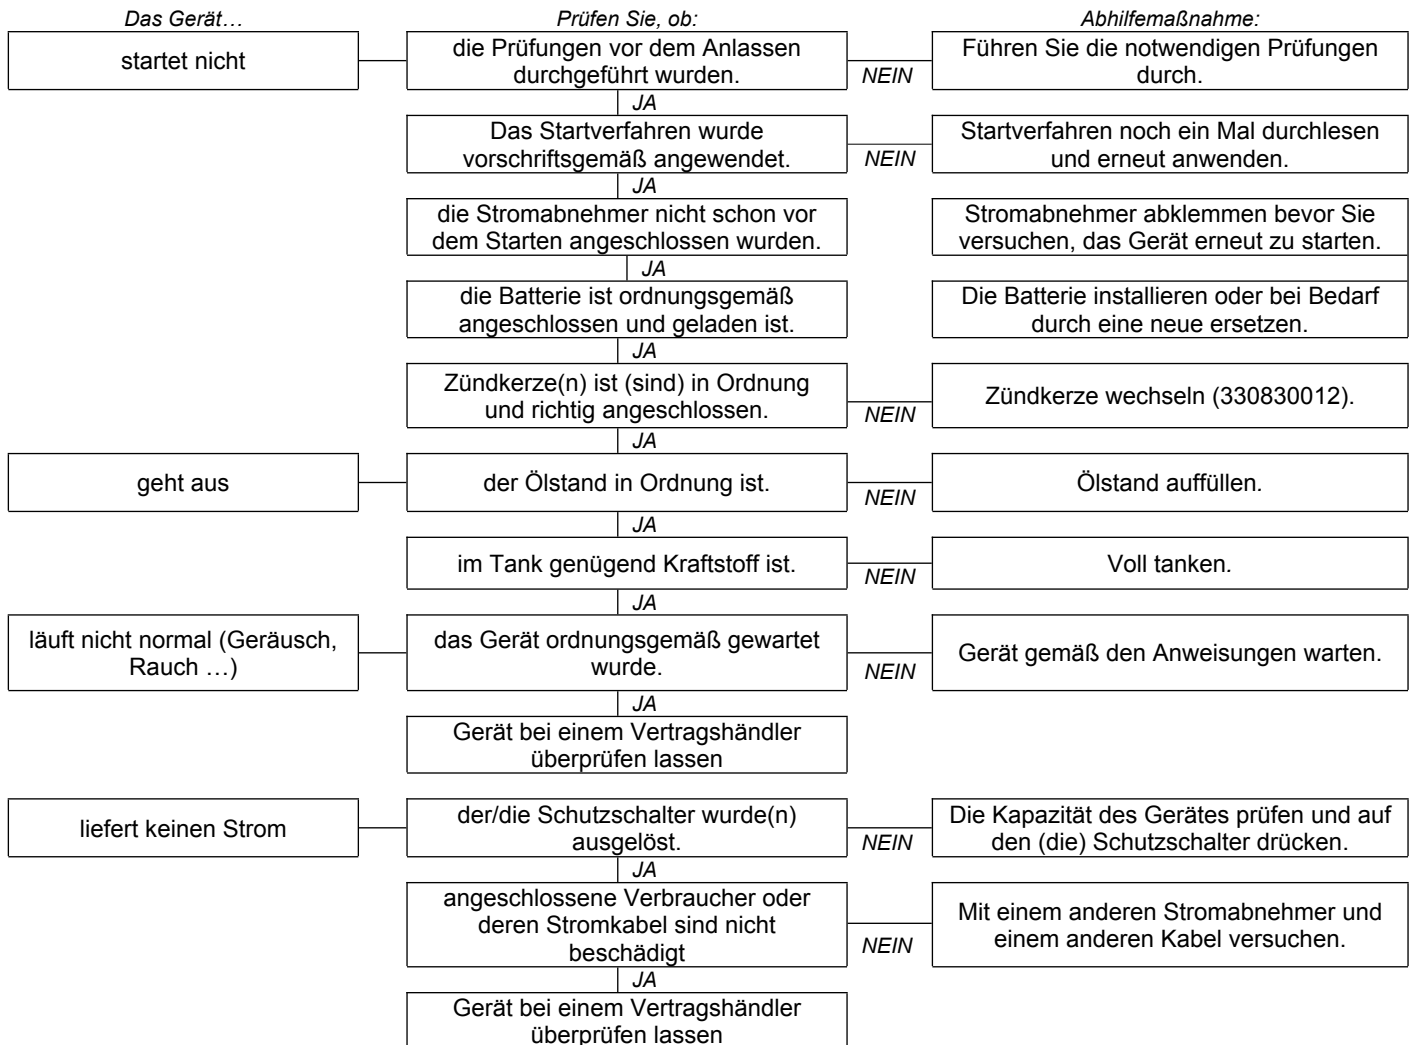 Das Gerät…
Prüfen Sie, ob:
Abhilfemaßnahme:
startet nicht
die Prüfungen vor dem Anlassen
durchgeführt wurden.
NEIN
Führen Sie die notwendigen Prüfungen
durch.
JA
Das Startverfahren wurde
vorschriftsgemäß angewendet.
NEIN
Startverfahren noch ein Mal durchlesen
und erneut anwenden.
JA
die Stromabnehmer nicht schon vor
dem Starten angeschlossen wurden.
Stromabnehmer abklemmen bevor Sie
versuchen, das Gerät erneut zu starten.
JA
die Batterie ist ordnungsgemäß
angeschlossen und geladen ist.
Die Batterie installieren oder bei Bedarf
durch eine neue ersetzen.
JA
Zündkerze(n) ist (sind) in Ordnung
und richtig angeschlossen.
NEIN
Zündkerze wechseln (330830012).
JA
geht aus
der Ölstand in Ordnung ist.
NEIN
Ölstand auffüllen.
JA
im Tank genügend Kraftstoff ist.
NEIN
Voll tanken.
JA
läuft nicht normal (Geräusch,
Rauch …)
das Gerät ordnungsgemäß gewartet
wurde.
NEIN
Gerät gemäß den Anweisungen warten.
JA
Gerät bei einem Vertragshändler
überprüfen lassen
liefert keinen Strom
der/die Schutzschalter wurde(n)
ausgelöst.
NEIN
Die Kapazität des Gerätes prüfen und auf
den (die) Schutzschalter drücken.
JA
angeschlossene Verbraucher oder
deren Stromkabel sind nicht
beschädigt
NEIN
Mit einem anderen Stromabnehmer und
einem anderen Kabel versuchen.
JA
Gerät bei einem Vertragshändler
überprüfen lassen